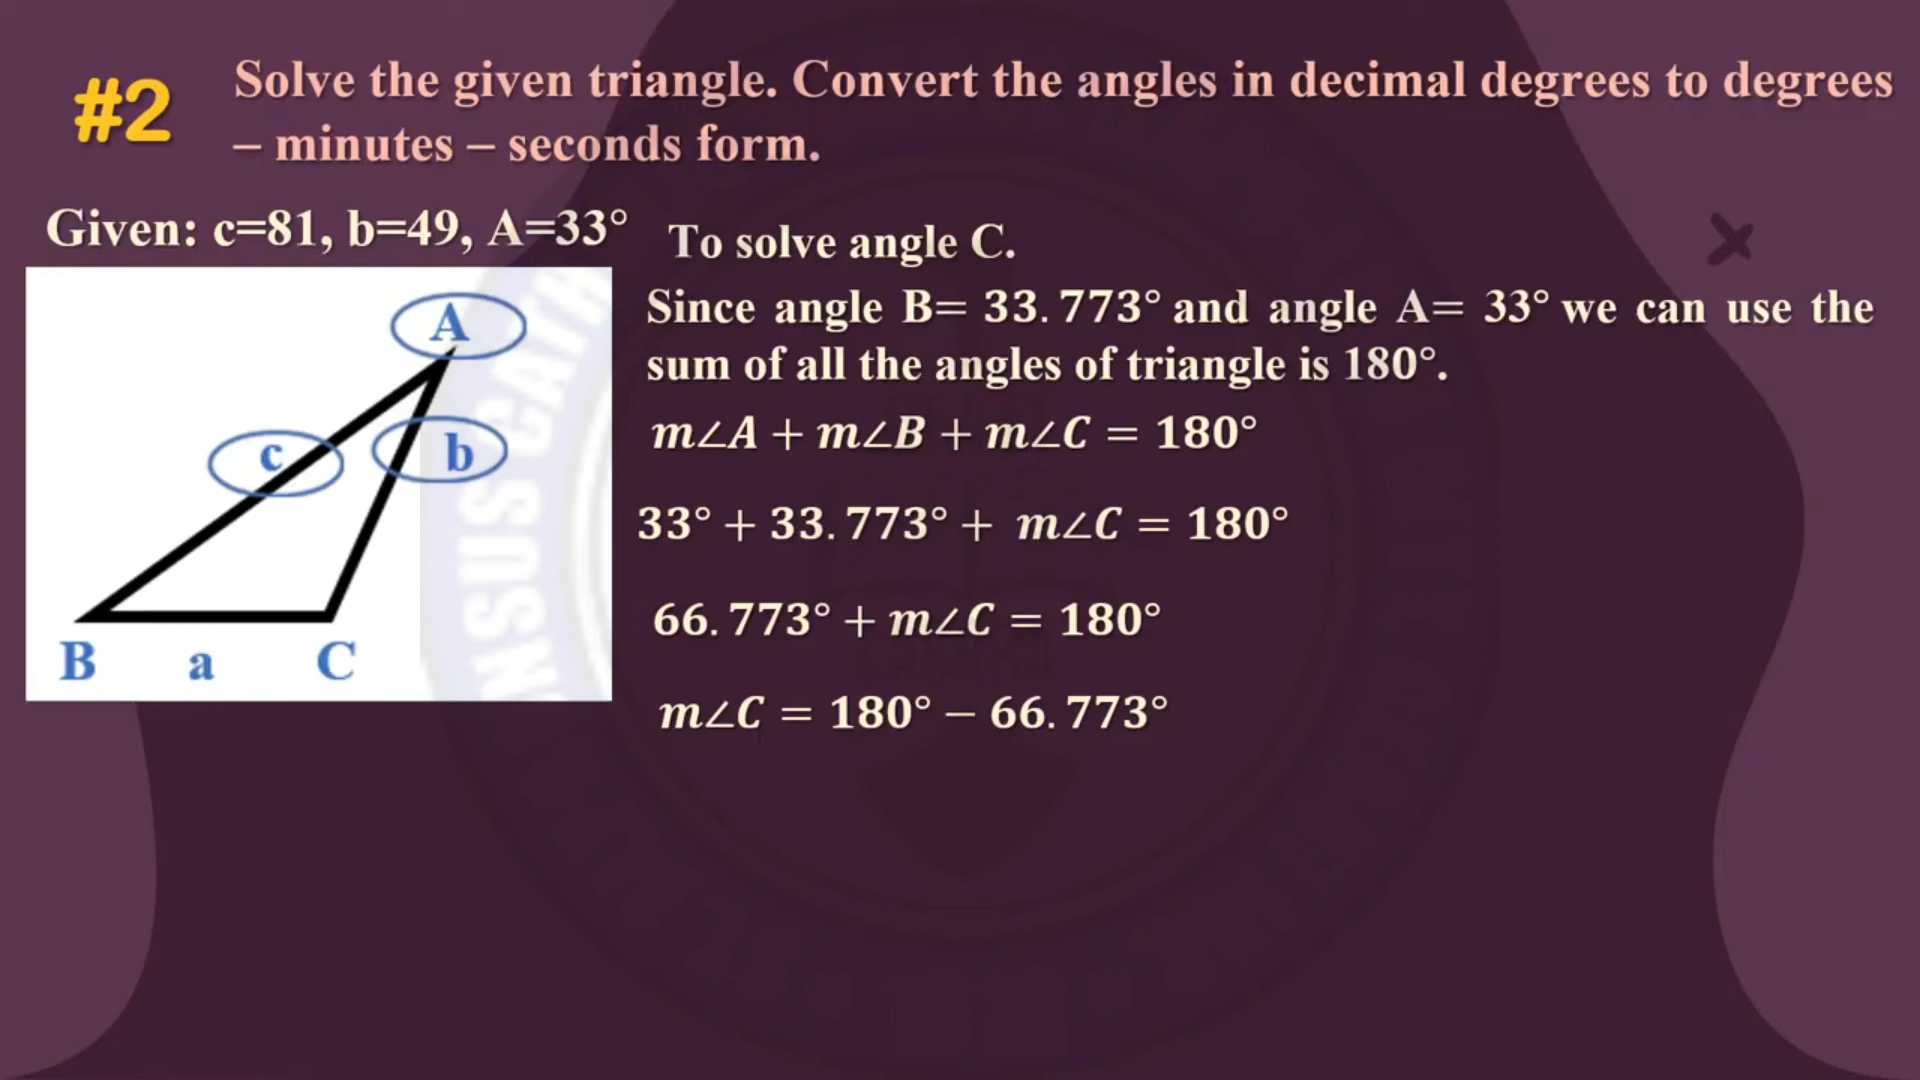 #2
Solve the given triangle. Convert the angles in decimal degrees to degrees
– minutes – seconds form.
Given: c=81, b=49, A=33°
To solve angle C.
Since angle B= 33.773° and angle A= 33° we can use the
sum of all the angles of triangle is 180°.
m∠A + m∠B + m∠C = 180°
33° + 33.773° + m∠C = 180°
66.773° + m∠C = 180°
m∠C = 180° – 66.773°
A
c
b
B a C